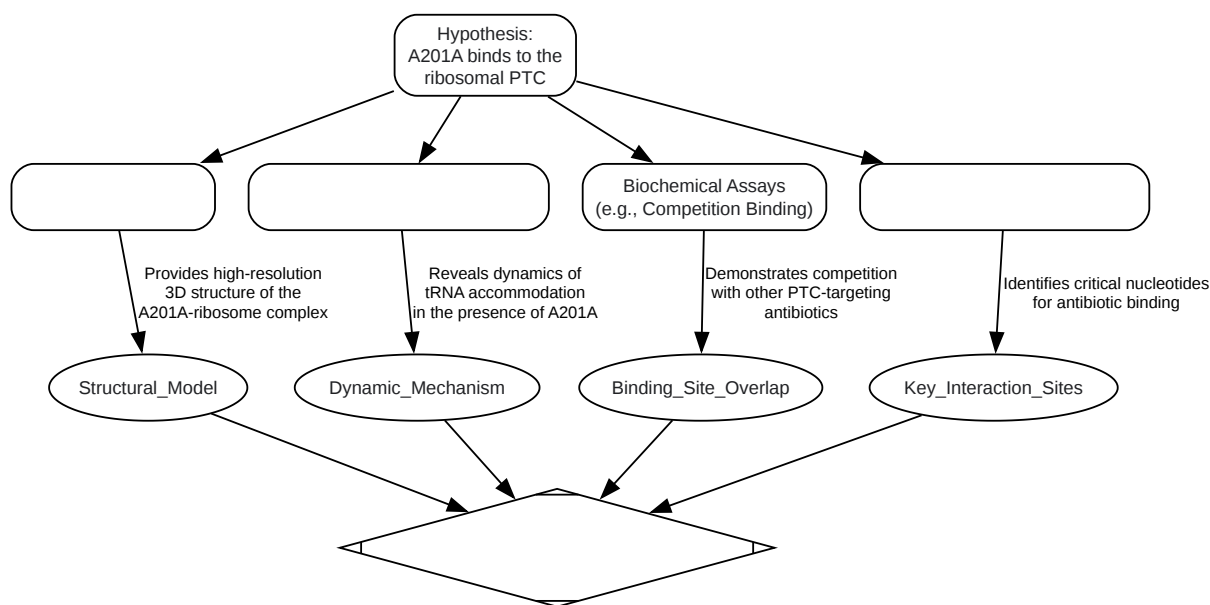 Hypothesis:
A201A binds to the
ribosomal PTC
Biochemical Assays
(e.g., Competition Binding)
Provides high-resolution
3D structure of the
A201A-ribosome complex
Reveals dynamics of
tRNA accommodation
in the presence of A201A
Demonstrates competition
with other PTC-targeting
antibiotics
Identifies critical nucleotides
for antibiotic binding
Structural_Model
Dynamic_Mechanism
Binding_Site_Overlap
Key_Interaction_Sites